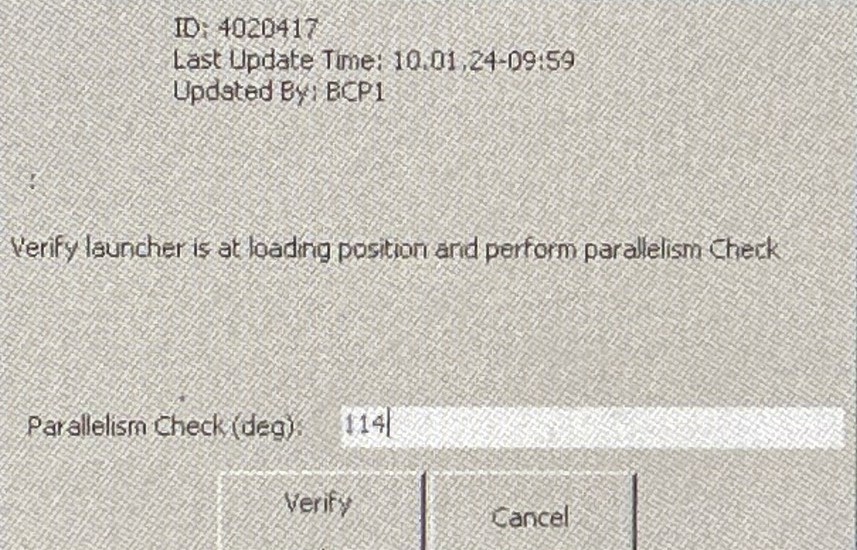 ID: 4020417
Last Update Time: 10.01.24-09:59
Updated By: BCP1
:
Verify launcher is at loading position and perform parallelism Check
Parallelism Check (deg): 114
Verify
Cancel